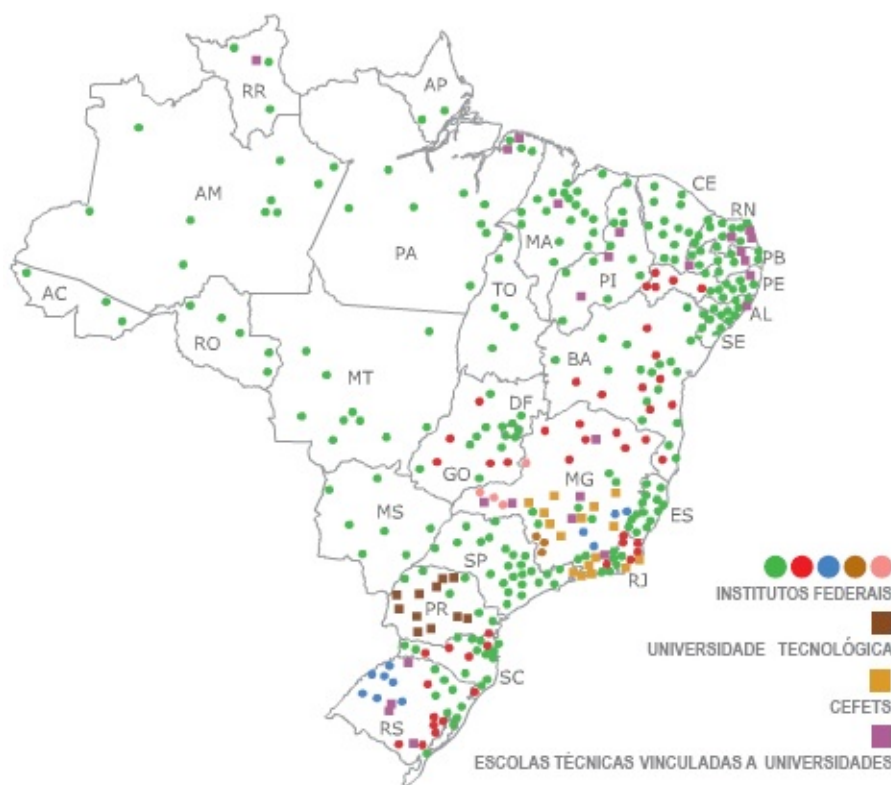 RR
AP
AM
PA
MA
CE
RN
PB
PE
AL
SE
PI
AC
RO
TO
BA
MT
DF
GO
MG
ES
MS
SP
RJ
PR
SC
RS
INSTITUTOS FEDERAIS
UNIVERSIDADE TECNOLÓGICA
CEFETS
ESCOLAS TÉCNICAS VINCULADAS A UNIVERSIDADES